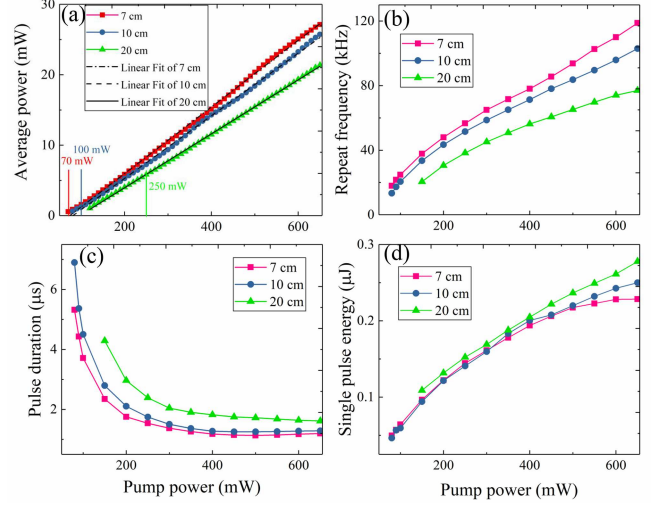 (a)
7 cm
10 cm
20 cm
Linear Fit of 7 cm
Linear Fit of 10 cm
Linear Fit of 20 cm
100 mW
70 mW
250 mW
Average power (mW)
30
20
10
0
200
400
600
(b)
7 cm
10 cm
20 cm
Repeat frequency (kHz)
120
80
40
0
200
400
600
(c)
7 cm
10 cm
20 cm
Pulse duration (μs)
6
4
2
200
400
600
Pump power (mW)
(d)
7 cm
10 cm
20 cm
Single pulse energy (μJ)
0.3
0.2
0.1
200
400
600
Pump power (mW)